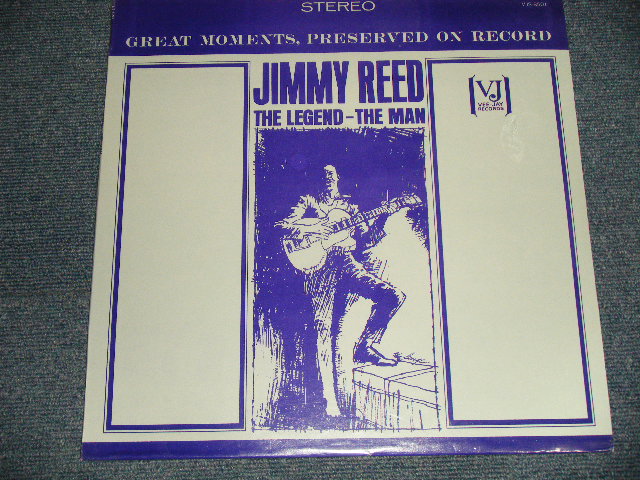 STEREO
GREAT MOMENTS, PRESERVED ON RECORD
JIMMY REED
THE LEGEND - THE MAN
VJ
VEE JAY
RECORDS